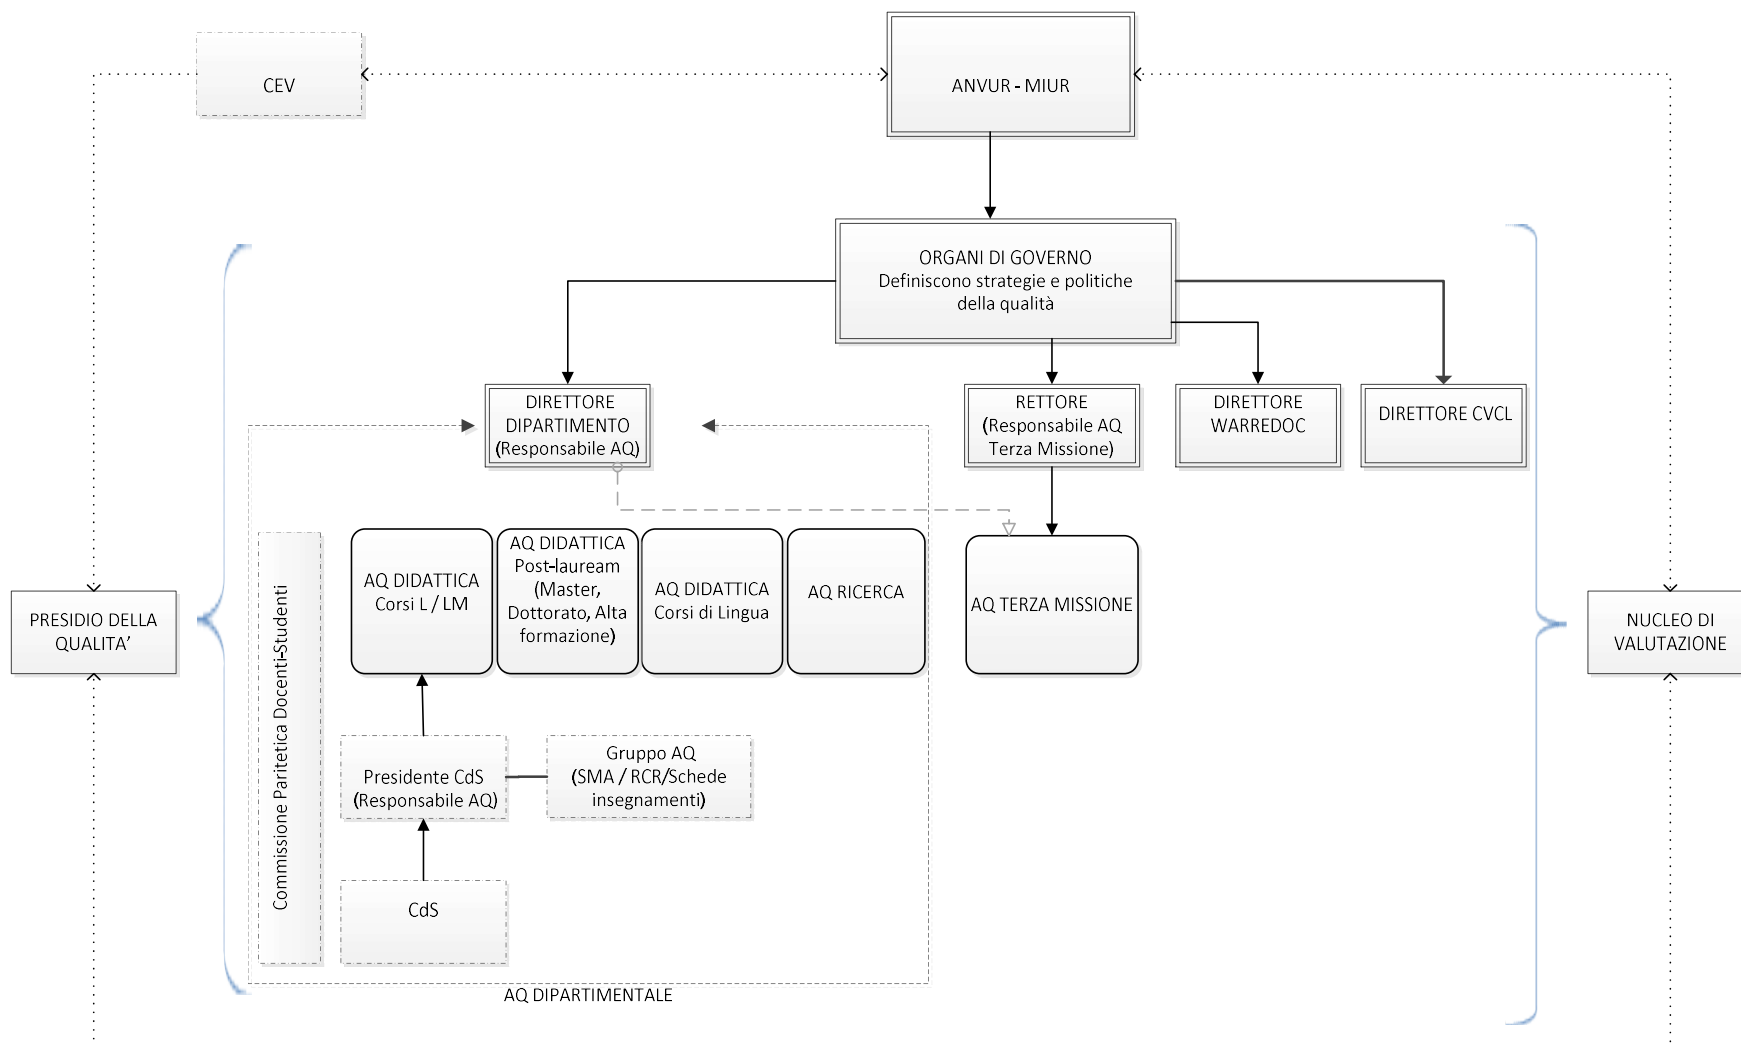 CEV
ANVUR - MIUR
ORGANI DI GOVERNO
Definiscono strategie e politiche
della qualità
DIRETTORE
DIPARTIMENTO
(Responsabile AQ)
RETTORE
(Responsabile AQ
Terza Missione)
DIRETTORE
WARREDOC
DIRETTORE CVCL
Commissione Paritetica Docenti-Studenti
AQ DIDATTICA
Corsi L / LM
AQ DIDATTICA
Post-lauream
(Master,
Dottorato, Alta
formazione)
AQ DIDATTICA
Corsi di Lingua
AQ RICERCA
AQ TERZA MISSIONE
PRESIDIO DELLA
QUALITA’
NUCLEO DI
VALUTAZIONE
Presidente CdS
(Responsabile AQ)
Gruppo AQ
(SMA / RCR/Schede
insegnamenti)
CdS
AQ DIPARTIMENTALE